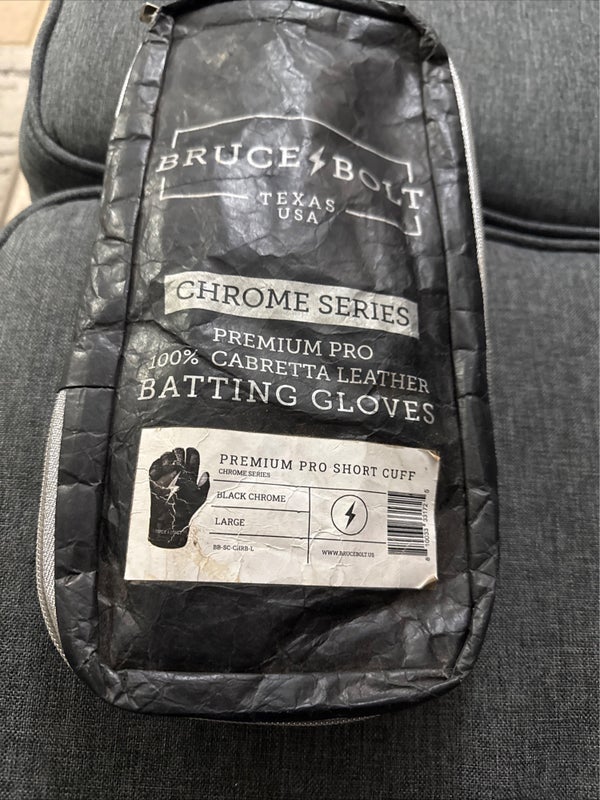 BRUCE BOLT
TEXAS
USA
CHROME SERIES
PREMIUM PRO
100% CABRETTA LEATHER
BATTING GLOVES
PREMIUM PRO SHORT CUFF
CHROME SERIES
BLACK CHROME
LARGE
WWW.BRUCEBOLT.US